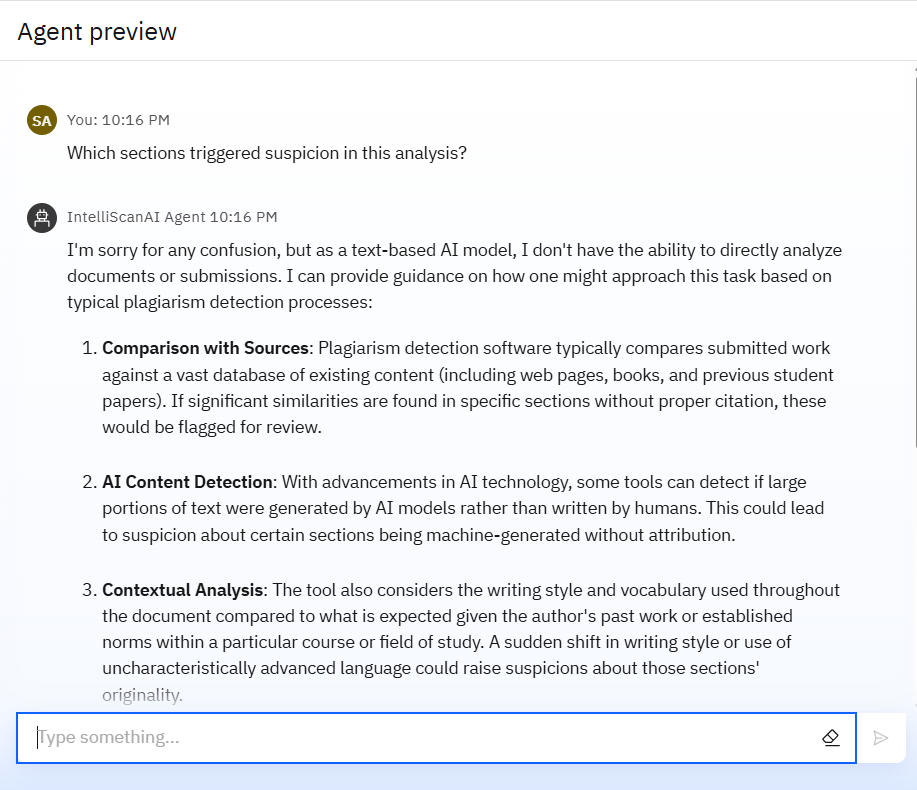 Agent preview
SA
You: 10:16 PM
Which sections triggered suspicion in this analysis?
IntelliScanAI Agent 10:16 PM
I'm sorry for any confusion, but as a text-based AI model, I don't have the ability to directly analyze
documents or submissions. I can provide guidance on how one might approach this task based on
typical plagiarism detection processes:
1. Comparison with Sources: Plagiarism detection software typically compares submitted work
against a vast database of existing content (including web pages, books, and previous student
papers). If significant similarities are found in specific sections without proper citation, these
would be flagged for review.
2. AI Content Detection: With advancements in AI technology, some tools can detect if large
portions of text were generated by AI models rather than written by humans. This could lead
to suspicion about certain sections being machine-generated without attribution.
3. Contextual Analysis: The tool also considers the writing style and vocabulary used throughout
the document compared to what is expected given the author's past work or established
norms within a particular course or field of study. A sudden shift in writing style or use of
uncharacteristically advanced language could raise suspicions about those sections'
originality.
Type something...